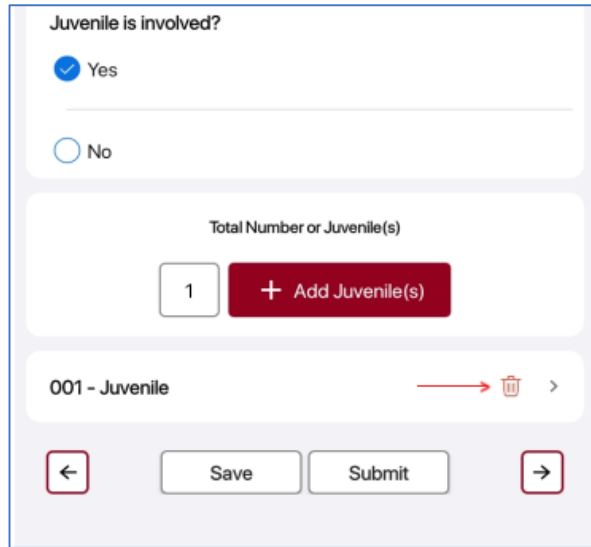 Juvenile is involved?
Yes
No
Total Number or Juvenile(s)
1 + Add Juvenile(s)
001 - Juvenile
Save Submit